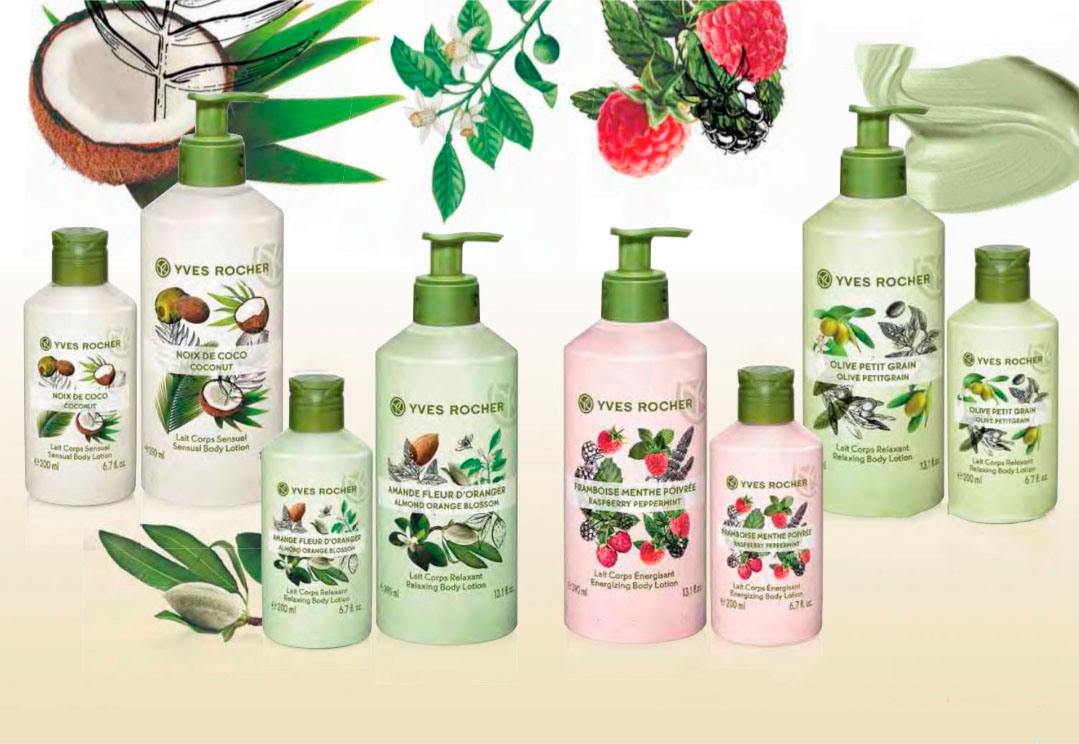 YVES ROCHER
NOIX DE COCO
COCONUT
Lait Corps Sensuel
Sensual Body Lotion
e 200 ml 6.7 fl. oz.
YVES ROCHER
NOIX DE COCO
COCONUT
Lait Corps Sensuel
Sensual Body Lotion
e 390 ml
YVES ROCHER
AMANDE FLEUR D'ORANGER
ALMOND ORANGE BLOSSOM
Lait Corps Relaxant
Relaxing Body Lotion
e 200 ml 6.7 fl. oz.
YVES ROCHER
AMANDE FLEUR D'ORANGER
ALMOND ORANGE BLOSSOM
Lait Corps Relaxant
Relaxing Body Lotion
e 390 ml 13.1 fl. oz.
YVES ROCHER
FRAMBOISE MENTHE POIVRÉE
RASPBERRY PEPPERMINT
Lait Corps Énergisant
Energizing Body Lotion
e 390 ml 13.1 fl. oz.
YVES ROCHER
FRAMBOISE MENTHE POIVRÉE
RASPBERRY PEPPERMINT
Lait Corps Énergisant
Energizing Body Lotion
e 200 ml 6.7 fl. oz.
YVES ROCHER
OLIVE PETIT GRAIN
OLIVE PETITGRAIN
Lait Corps Relaxant
Relaxing Body Lotion
13.1 fl. oz.
YVES ROCHER
OLIVE PETIT GRAIN
OLIVE PETITGRAIN
Lait Corps Relaxant
Relaxing Body Lotion
e 200 ml 6.7 fl. oz.